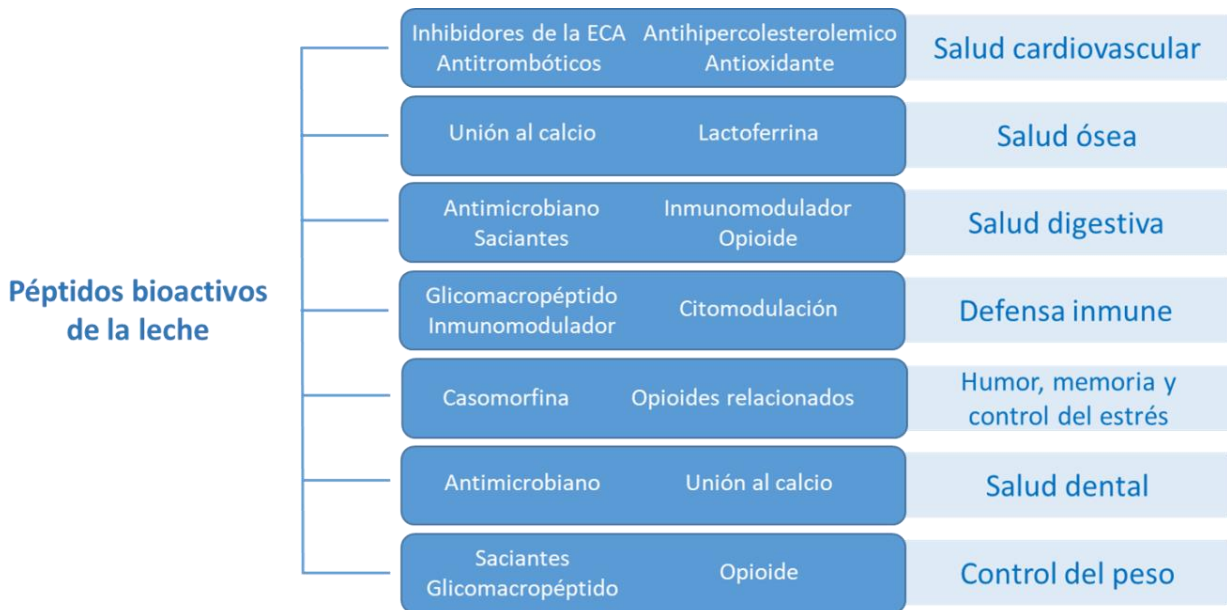 Péptidos bioactivos
de la leche
Inhibidores de la ECA Antihipercolesterolemico
Antitrombóticos Antioxidante
Salud cardiovascular
Unión al calcio Lactoferrina
Salud ósea
Antimicrobiano Inmunomodulador
Saciantes Opioide
Salud digestiva
Glicomacropéptido
Inmunomodulador
Citomodulación
Defensa inmune
Casomorfina Opioides relacionados
Humor, memoria y
control del estrés
Antimicrobiano Unión al calcio
Salud dental
Saciantes
Glicomacropéptido
Opioide
Control del peso